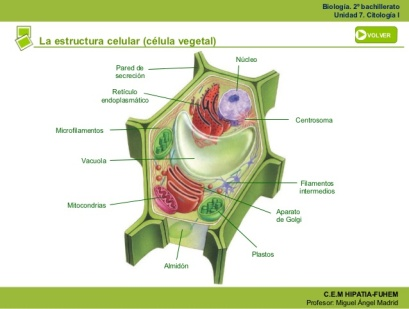 Biología. 2º bachillerato
Unidad 7. Citología I
La estructura celular (célula vegetal)
VOLVER
Núcleo
Pared de
secreción
Retículo
endoplasmático
Centrosoma
Microfilamentos
Vacuola
Filamentos
intermedios
Mitocondrias
Aparato
de Golgi
Plastos
Almidón
C.E.M HIPATIA-FUHEM
Profesor: Miguel Ángel Madrid